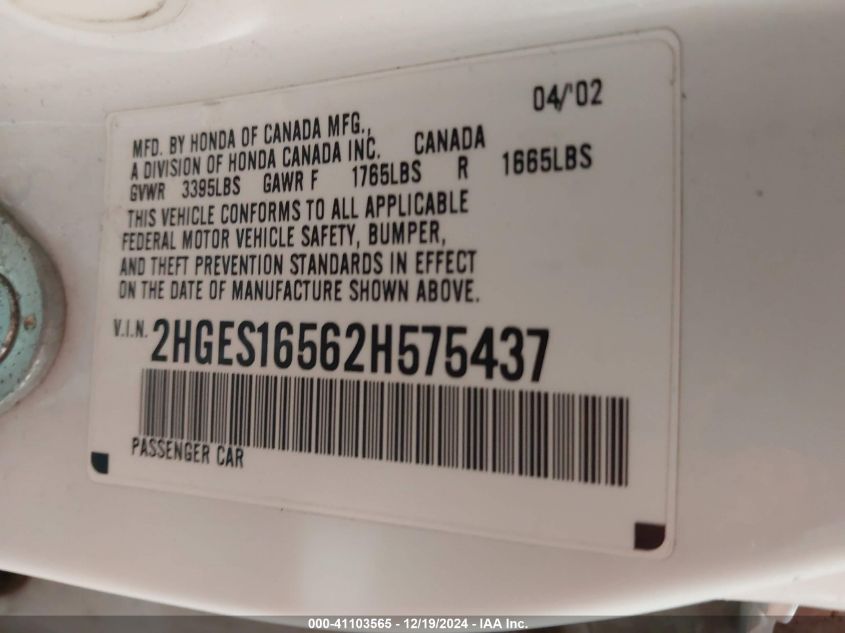 04/'02
MFD. BY HONDA OF CANADA MFG.,
A DIVISION OF HONDA CANADA INC. CANADA
GVWR 3395LBS GAWR F 1765LBS R 1665LBS
THIS VEHICLE CONFORMS TO ALL APPLICABLE
FEDERAL MOTOR VEHICLE SAFETY, BUMPER,
AND THEFT PREVENTION STANDARDS IN EFFECT
ON THE DATE OF MANUFACTURE SHOWN ABOVE.
V.I.N. 2HGES16562H575437
PASSENGER CAR
000-41103565 - 12/19/2024 - IAA Inc.